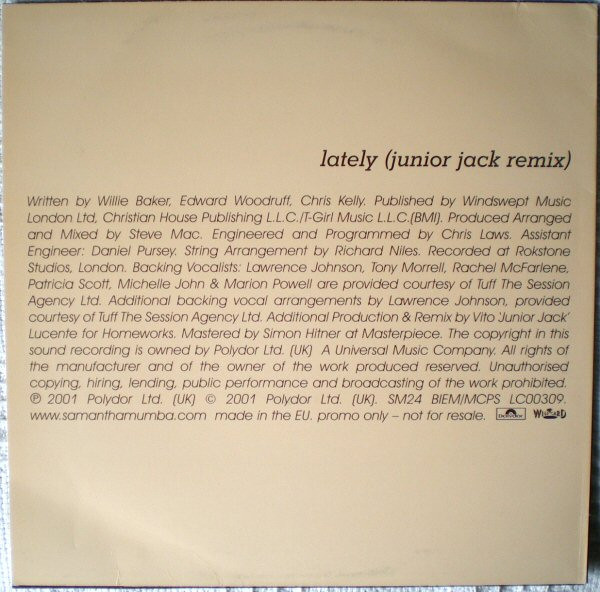 lately (junior jack remix)
Written by Willie Baker, Edward Woodruff, Chris Kelly. Published by Windswept Music
London Ltd, Christian House Publishing L.L.C./T-Girl Music L.L.C.(BMI). Produced Arranged
and Mixed by Steve Mac. Engineered and Programmed by Chris Laws. Assistant
Engineer: Daniel Pursey. String Arrangement by Richard Niles. Recorded at Rokstone
Studios, London. Backing Vocalists: Lawrence Johnson, Tony Morrell, Rachel McFarlene,
Patricia Scott, Michelle John & Marion Powell are provided courtesy of Tuff The Session
Agency Ltd. Additional backing vocal arrangements by Lawrence Johnson, provided
courtesy of Tuff The Session Agency Ltd. Additional Production & Remix by Vito 'Junior Jack'
Lucente for Homeworks. Mastered by Simon Hitner at Masterpiece. The copyright in this
sound recording is owned by Polydor Ltd. (UK) A Universal Music Company. All rights of
the manufacturer and of the owner of the work produced reserved. Unauthorised
copying, hiring, lending, public performance and broadcasting of the work prohibited.
℗ 2001 Polydor Ltd. (UK) © 2001 Polydor Ltd. (UK). SM24 BIEM/MCPS LC00309.
www.samanthamumba.com made in the EU. promo only – not for resale. Polydor WILDCARD